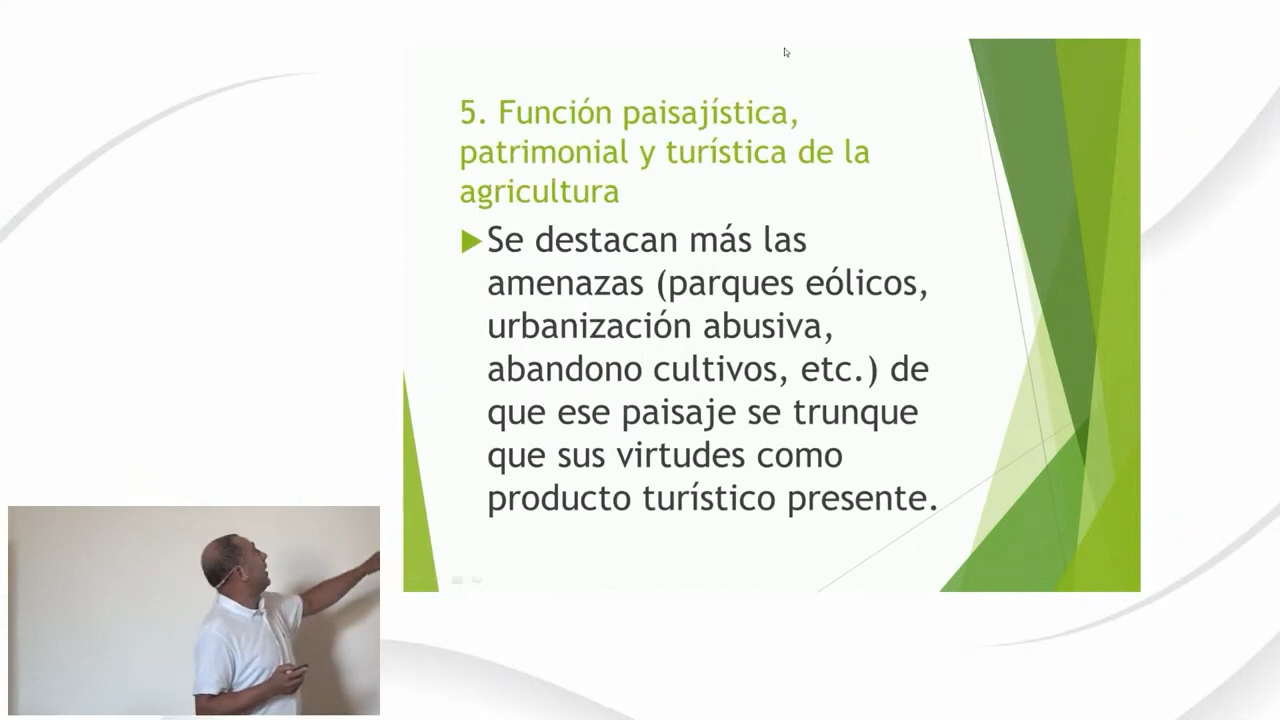 5. Función paisajística,
patrimonial y turística de la
agricultura
Se destacan más las
amenazas (parques eólicos,
urbanización abusiva,
abandono cultivos, etc.) de
que ese paisaje se trunque
que sus virtudes como
producto turístico presente.